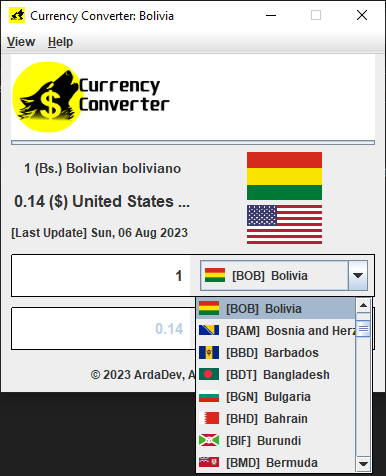 Currency Converter: Bolivia
View Help
Currency
Converter
1 (Bs.) Bolivian boliviano
0.14 ($) United States ...
[Last Update] Sun, 06 Aug 2023
1
[BOB] Bolivia
0.14
[BOB] Bolivia
[BAM] Bosnia and Herz
[BBD] Barbados
[BDT] Bangladesh
[BGN] Bulgaria
[BHD] Bahrain
[BIF] Burundi
[BMD] Bermuda
© 2023 ArdaDev, A